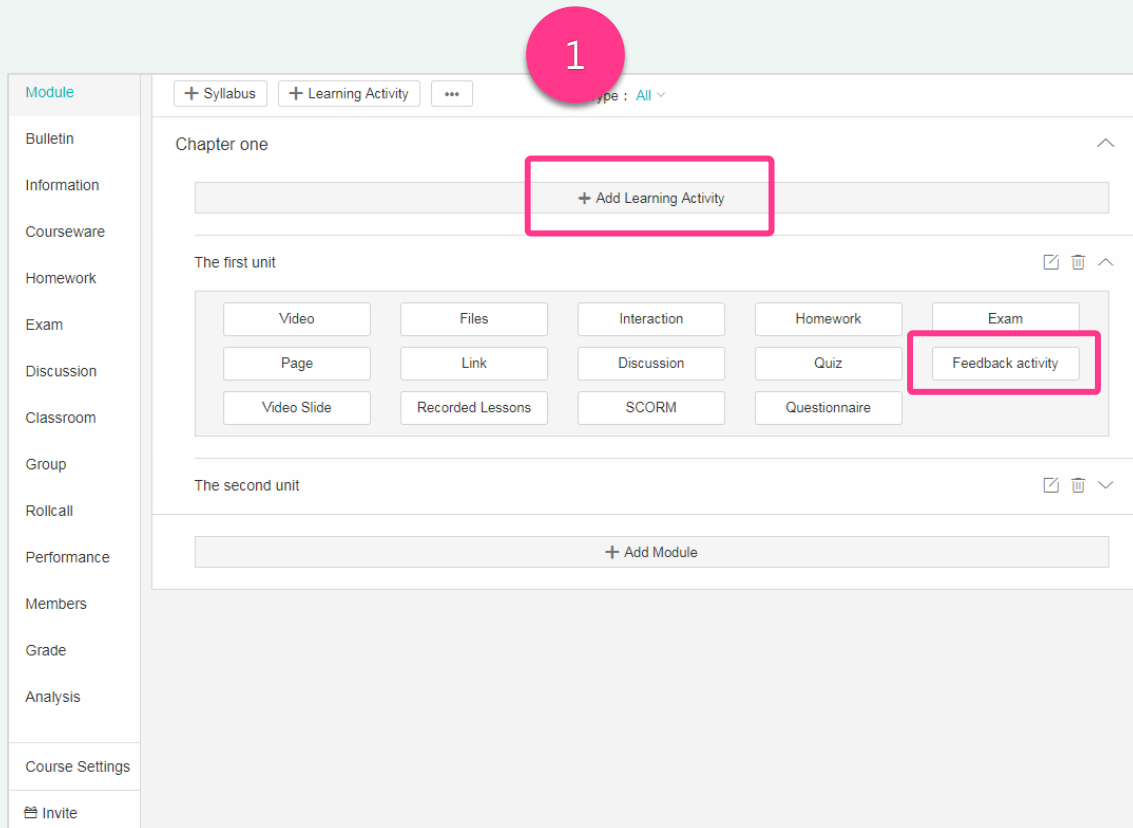 1
Module
+ Syllabus
+ Learning Activity
•••
ype : All
Bulletin
Information
Courseware
Homework
Exam
Discussion
Classroom
Group
Rollcall
Performance
Members
Grade
Analysis
Course Settings
Invite
Chapter one
+ Add Learning Activity
The first unit
Video Files Interaction Homework Exam
Page Link Discussion Quiz Feedback activity
Video Slide Recorded Lessons SCORM Questionnaire
The second unit
+ Add Module